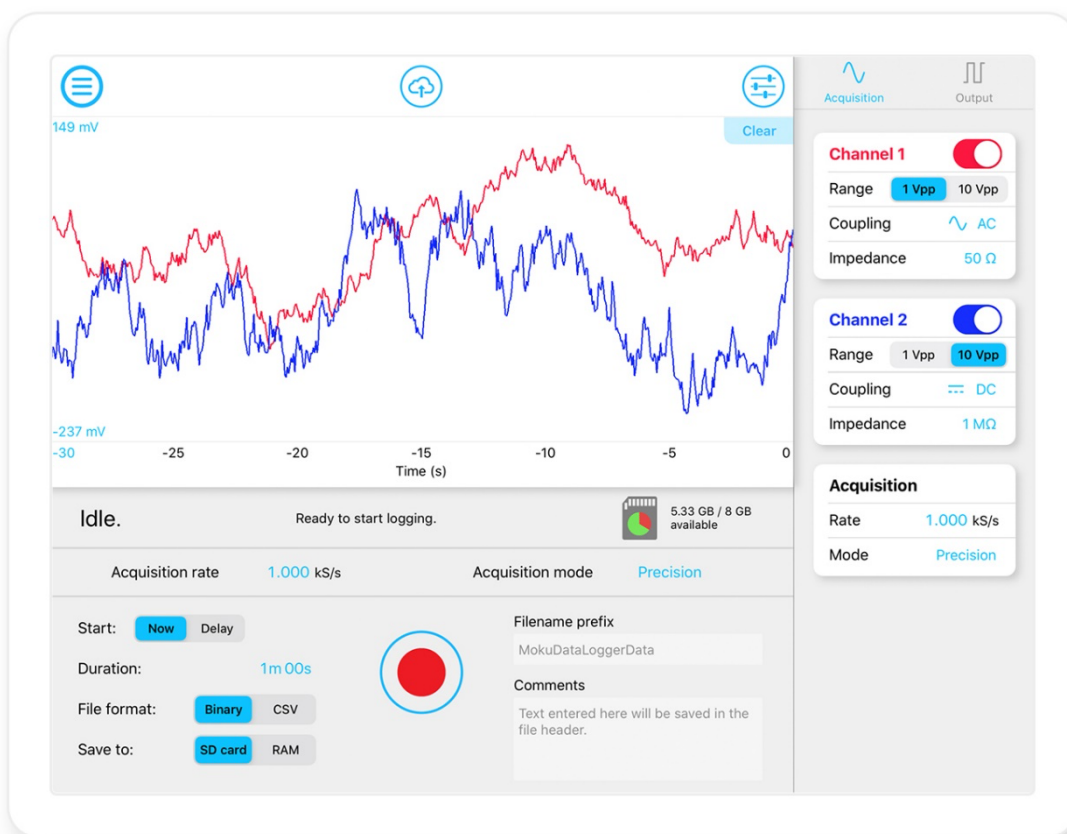 Acquisition Output
149 mV
Clear
-237 mV
-30 -25 -20 -15 -10 -5 0
Time (s)
Channel 1
Range 1 Vpp 10 Vpp
Coupling AC
Impedance 50 Ω
Channel 2
Range 1 Vpp 10 Vpp
Coupling DC
Impedance 1 MΩ
Acquisition
Rate 1.000 kS/s
Mode Precision
Idle. Ready to start logging. 5.33 GB / 8 GB
available
Acquisition rate 1.000 kS/s Acquisition mode Precision
Start: Now Delay
Duration: 1m 00s
File format: Binary CSV
Save to: SD card RAM
Filename prefix
MokuDataLoggerData
Comments
Text entered here will be saved in the
file header.